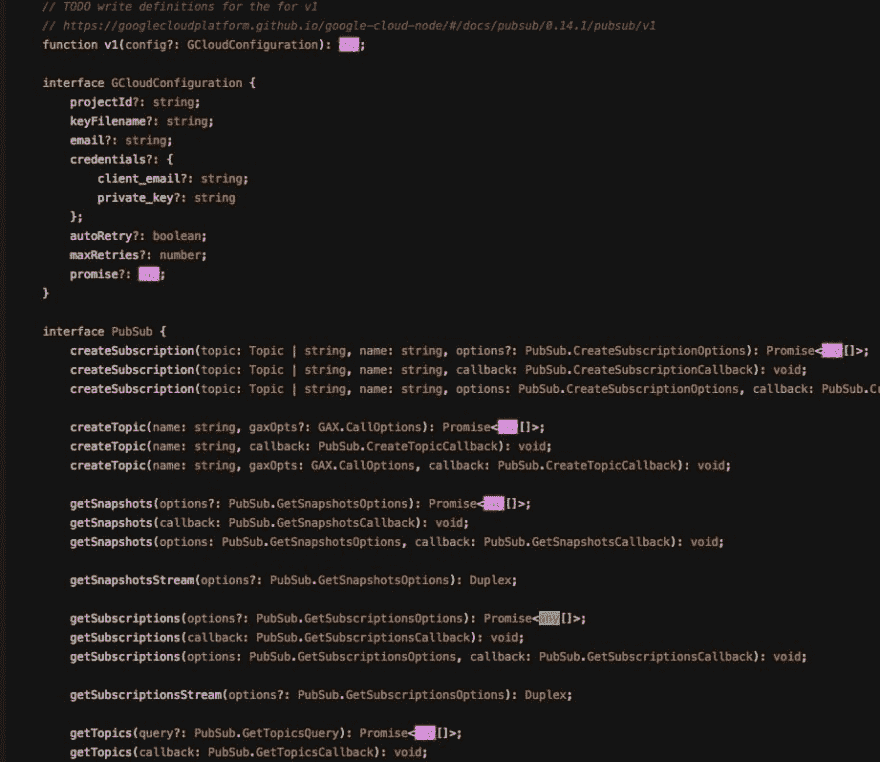 // TODO write definitions for the for v1
// https://googlecloudplatform.github.io/google-cloud-node/#/docs/pubsub/0.14.1/pubsub/v1
function v1(config?: GCloudConfiguration): ;
interface GCloudConfiguration {
projectId?: string;
keyFilename?: string;
email?: string;
credentials?: {
client_email?: string;
private_key?: string
};
autoRetry?: boolean;
maxRetries?: number;
promise?: ;
}
interface PubSub {
createSubscription(topic: Topic | string, name: string, options?: PubSub.CreateSubscriptionOptions): Promise<[]>;
createSubscription(topic: Topic | string, name: string, callback: PubSub.CreateSubscriptionCallback): void;
createSubscription(topic: Topic | string, name: string, options: PubSub.CreateSubscriptionOptions, callback: PubSub.Cr
createTopic(name: string, gaxOpts?: GAX.CallOptions): Promise<[]>;
createTopic(name: string, callback: PubSub.CreateTopicCallback): void;
createTopic(name: string, gaxOpts: GAX.CallOptions, callback: PubSub.CreateTopicCallback): void;
getSnapshots(options?: PubSub.GetSnapshotsOptions): Promise<[]>;
getSnapshots(callback: PubSub.GetSnapshotsCallback): void;
getSnapshots(options: PubSub.GetSnapshotsOptions, callback: PubSub.GetSnapshotsCallback): void;
getSnapshotsStream(options?: PubSub.GetSnapshotsOptions): Duplex;
getSubscriptions(options?: PubSub.GetSubscriptionsOptions): Promise<any[]>;
getSubscriptions(callback: PubSub.GetSubscriptionsCallback): void;
getSubscriptions(options: PubSub.GetSubscriptionsOptions, callback: PubSub.GetSubscriptionsCallback): void;
getSubscriptionsStream(options?: PubSub.GetSubscriptionsOptions): Duplex;
getTopics(query?: PubSub.GetTopicsQuery): Promise<[]>;
getTopics(callback: PubSub.GetTopicsCallback): void;